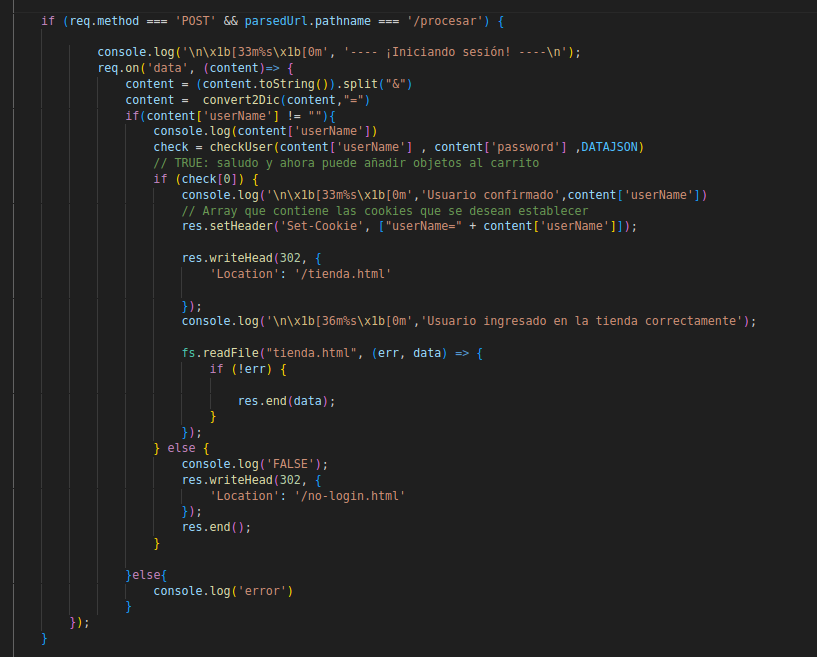 if (req.method === 'POST' && parsedUrl.pathname === '/procesar') {
console.log('\n\x1b[33m%s\x1b[0m', '---- ¡Iniciando sesión! ----\n');
req.on('data', (content)=> {
content = (content.toString()).split("&")
content =  convert2Dic(content,"=")
if(content['userName'] != ""){
console.log(content['userName'])
check = checkUser(content['userName'] , content['password'] ,DATAJSON)
// TRUE: saludo y ahora puede añadir objetos al carrito
if (check[0]) {
console.log('\n\x1b[33m%s\x1b[0m','Usuario confirmado',content['userName'])
// Array que contiene las cookies que se desean establecer
res.setHeader('Set-Cookie', ["userName=" + content['userName']]);
res.writeHead(302, {
'Location': '/tienda.html'
});
console.log('\n\x1b[36m%s\x1b[0m','Usuario ingresado en la tienda correctamente');
fs.readFile("tienda.html", (err, data) => {
if (!err) {
res.end(data);
}
});
} else {
console.log('FALSE');
res.writeHead(302, {
'Location': '/no-login.html'
});
res.end();
}
}else{
console.log('error')
}
});
}